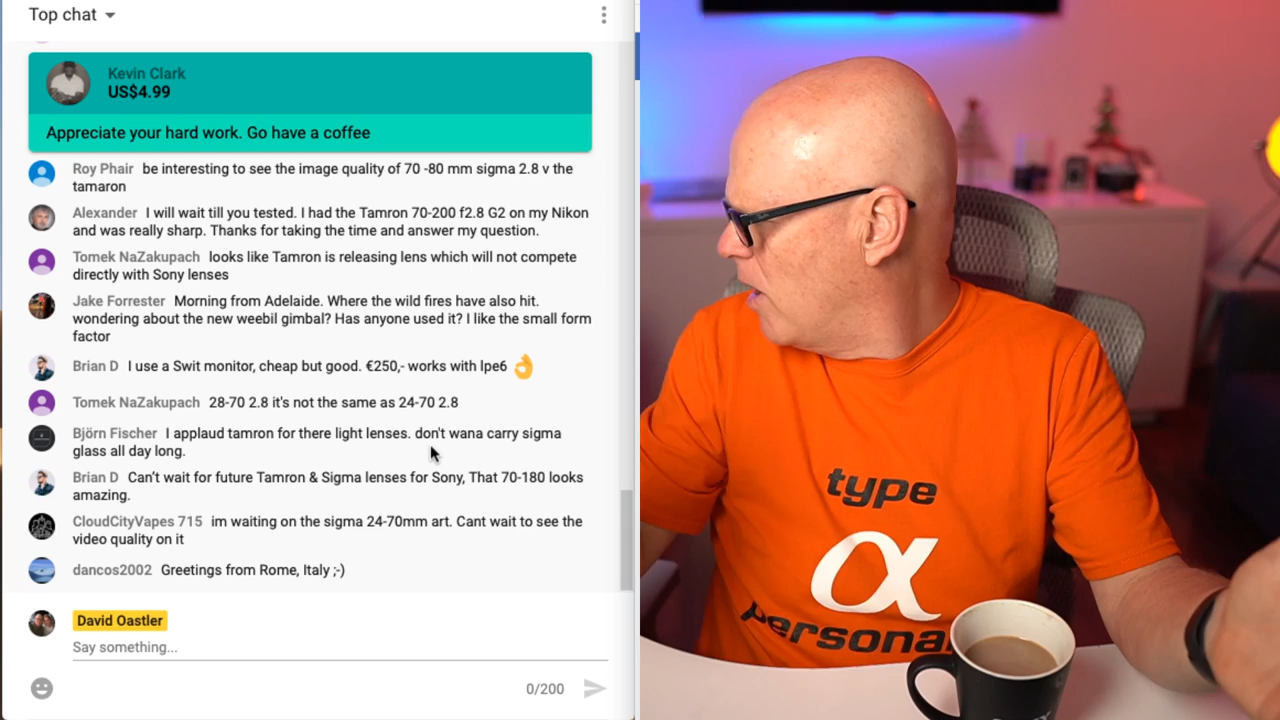 Top chat
Kevin Clark
US$4.99
Appreciate your hard work. Go have a coffee
Roy Phair be interesting to see the image quality of 70 -80 mm sigma 2.8 v the
tamaron
Alexander I will wait till you tested. I had the Tamron 70-200 f2.8 G2 on my Nikon
and was really sharp. Thanks for taking the time and answer my question.
Tomek NaZakupach looks like Tamron is releasing lens which will not compete
directly with Sony lenses
Jake Forrester Morning from Adelaide. Where the wild fires have also hit.
wondering about the new weebil gimbal? Has anyone used it? I like the small form
factor
Brian D I use a Swit monitor, cheap but good. €250,- works with lpe6 👌
Tomek NaZakupach 28-70 2.8 it's not the same as 24-70 2.8
Björn Fischer I applaud tamron for there light lenses. don't wana carry sigma
glass all day long.
Brian D Can’t wait for future Tamron & Sigma lenses for Sony, That 70-180 looks
amazing.
CloudCityVapes 715 im waiting on the sigma 24-70mm art. Cant wait to see the
video quality on it
dancos2002 Greetings from Rome, Italy ;-)
David Oastler
Say something...
0/200
type
α
personal